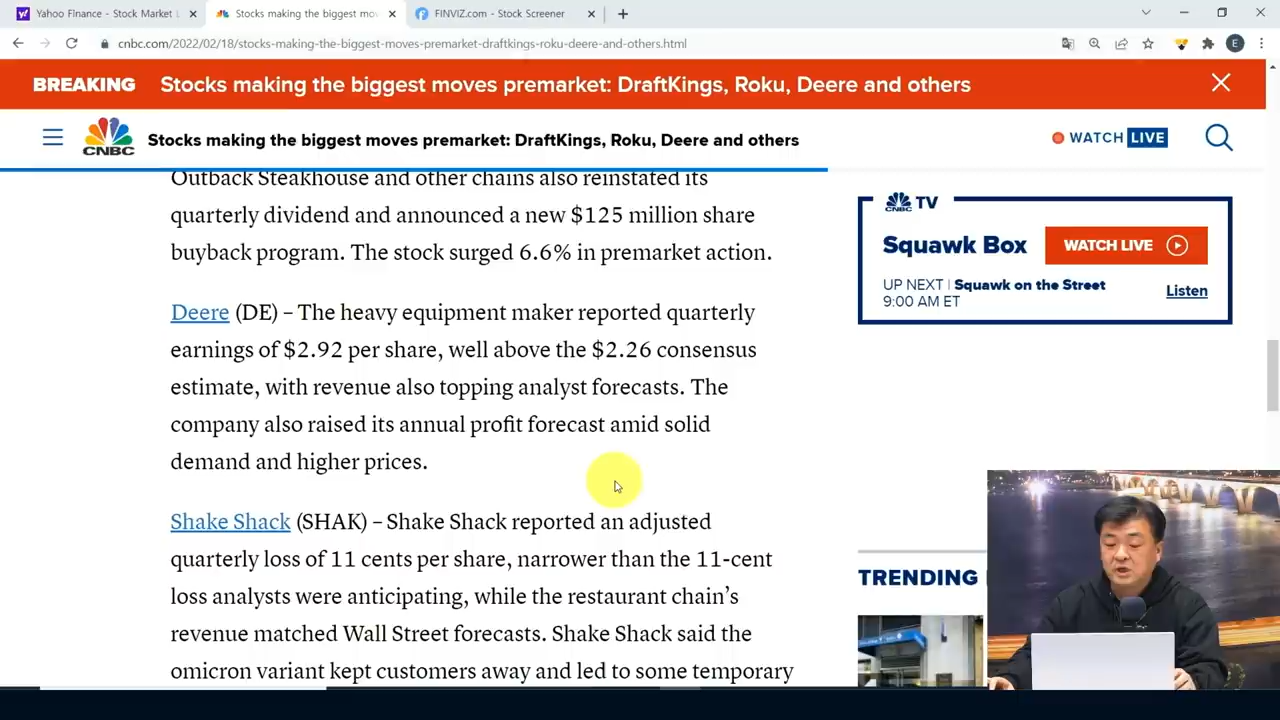 Yahoo Finance - Stock Market L
Stocks making the biggest mov
FINVIZ.com - Stock Screener
cnbc.com/2022/02/18/stocks-making-the-biggest-moves-premarket-draftkings-roku-deere-and-others.html
E
BREAKING Stocks making the biggest moves premarket: DraftKings, Roku, Deere and others
CNBC
Stocks making the biggest moves premarket: DraftKings, Roku, Deere and others
WATCH LIVE
Outback Steakhouse and other chains also reinstated its
quarterly dividend and announced a new $125 million share
buyback program. The stock surged 6.6% in premarket action.
Deere (DE) – The heavy equipment maker reported quarterly
earnings of $2.92 per share, well above the $2.26 consensus
estimate, with revenue also topping analyst forecasts. The
company also raised its annual profit forecast amid solid
demand and higher prices.
Shake Shack (SHAK) – Shake Shack reported an adjusted
quarterly loss of 11 cents per share, narrower than the 11-cent
loss analysts were anticipating, while the restaurant chain's
revenue matched Wall Street forecasts. Shake Shack said the
omicron variant kept customers away and led to some temporary
CNBC TV
Squawk Box
WATCH LIVE
UP NEXT | Squawk on the Street
9:00 AM ET
Listen
TRENDING